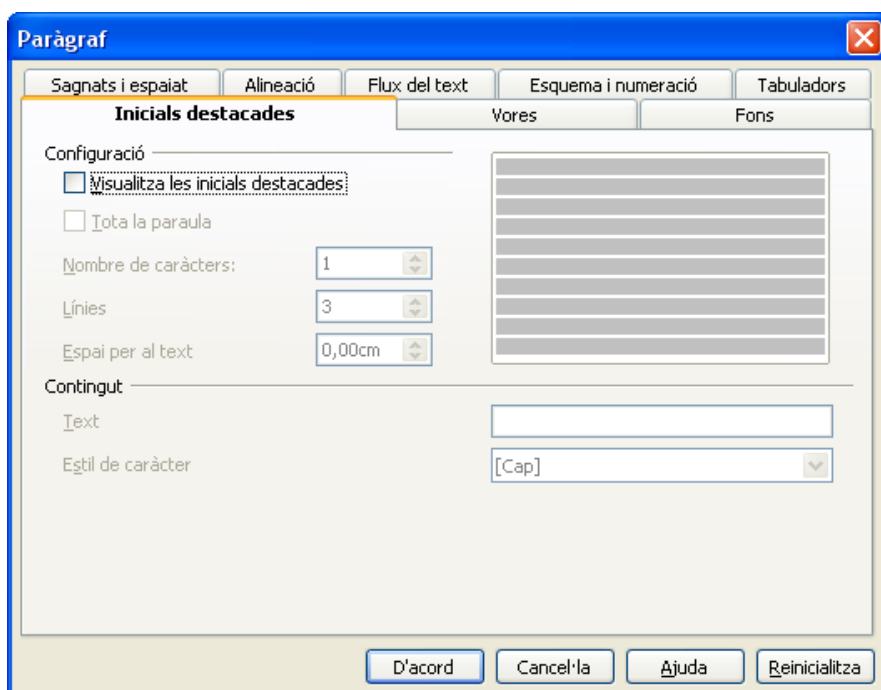 Paràgraf
Sagnats i espaiat Alineació Flux del text Esquema i numeració Tabuladors
Inicials destacades Vores Fons
Configuració
Visualitza les inicials destacades
Tota la paraula
Nombre de caràcters: 1
Línies 3
Espai per al text 0,00cm
Contingut
Text
Estil de caràcter [Cap]
D'acord Cancel·la Ajuda Reinicialitza